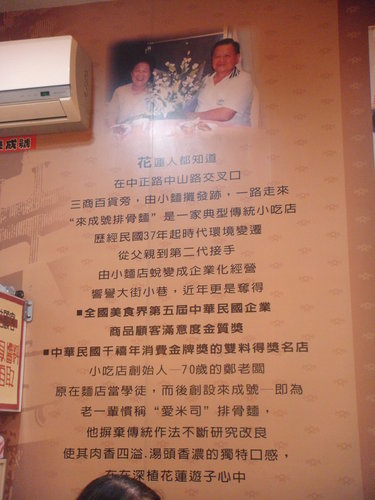 來成號
花蓮人都知道
在中正路中山路交叉口
三商百貨旁，由小麵攤發跡，一路走來
“來成號排骨麵”是一家典型傳統小吃店
歷經民國37年起時代環境變遷
從父親到第二代接手
由小麵店蛻變成企業化經營
響譽大街小巷，近年更是奪得
■全國美食界第五屆中華民國企業
商品顧客滿意度金質獎
■中華民國千禧年消費金牌獎的雙料得獎名店
小吃店創始人─70歲的鄭老闆
原在麵店當學徒，而後創設來成號─即為
老一輩慣稱“愛米司”排骨麵，
他摒棄傳統作法不斷研究改良
使其肉香四溢.湯頭香濃的獨特口感，
在在深植花蓮遊子心中